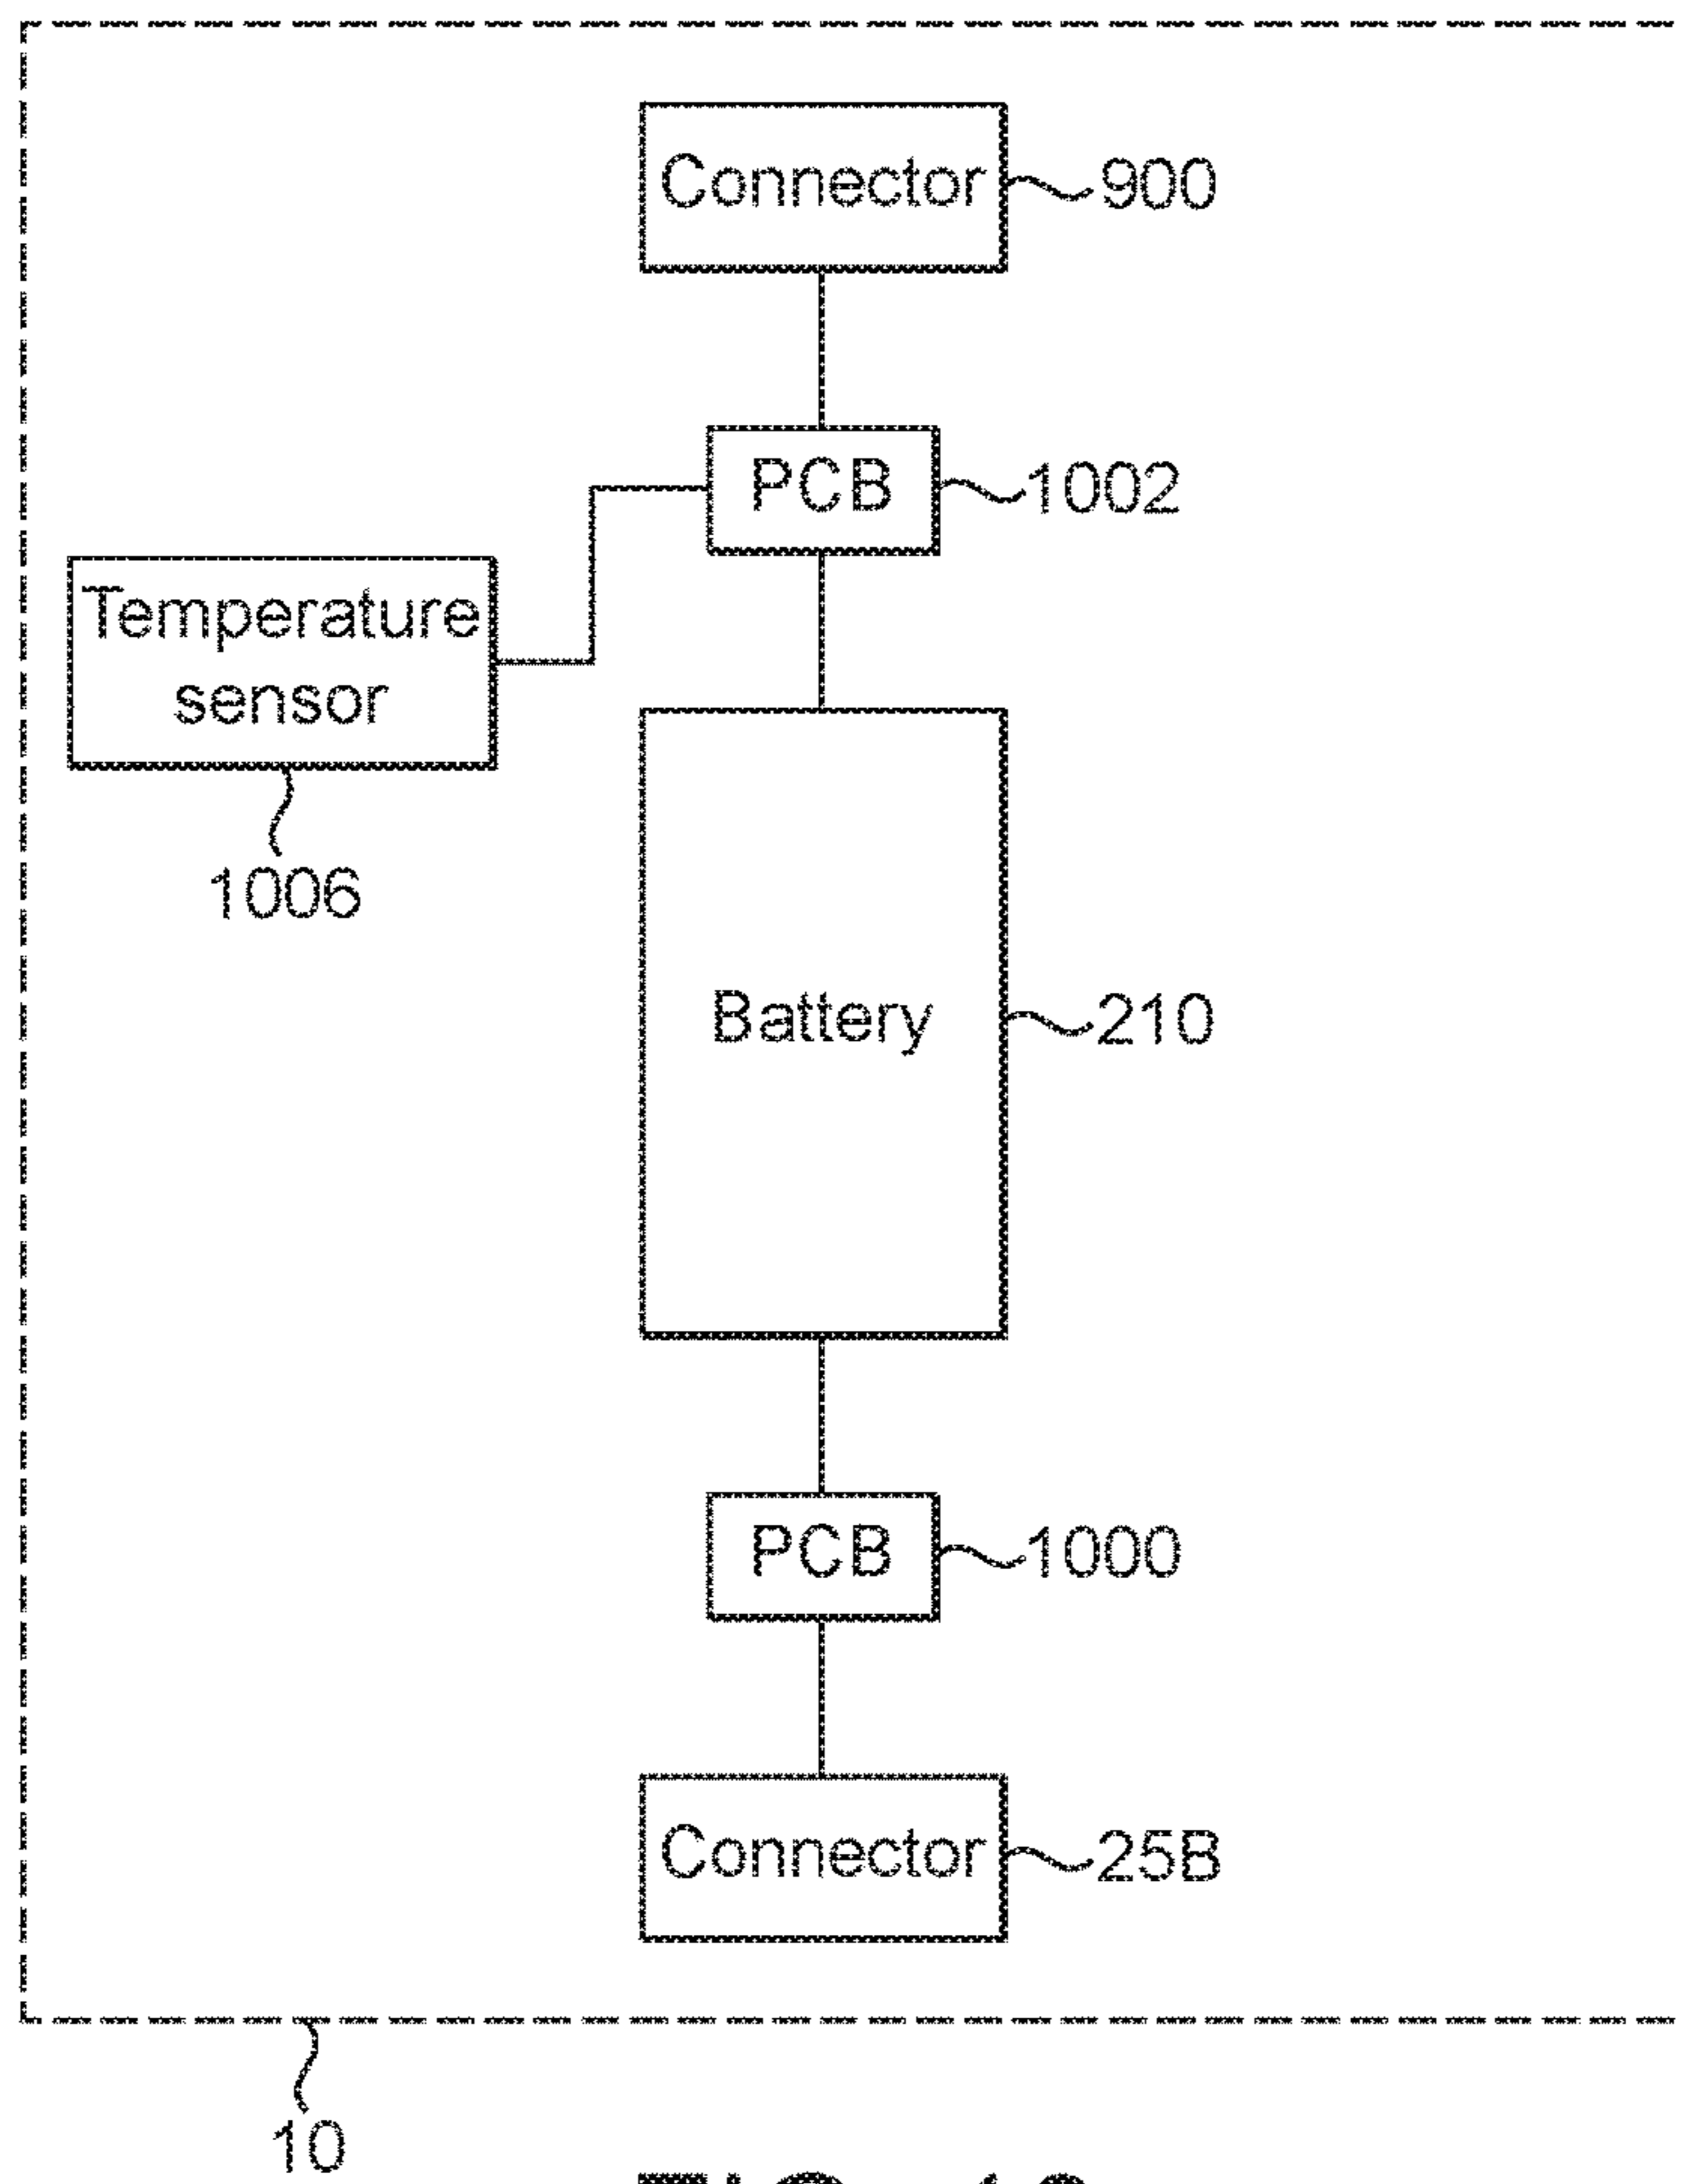 Connector
900
PCB
1002
Temperature
sensor
1006
Battery
210
PCB
1000
Connector
25B
10